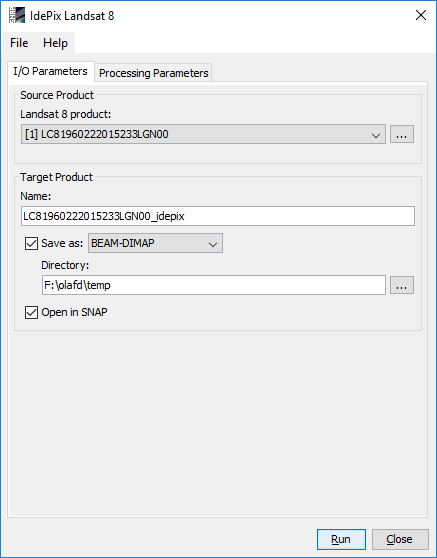 IdePix Landsat 8
File Help
I/O Parameters Processing Parameters
Source Product
Landsat 8 product:
[1] LC81960222015233LGN00 ...
Target Product
Name:
LC81960222015233LGN00_idepix
Save as: BEAM-DIMAP
Directory:
F:\olafd\temp ...
Open in SNAP
Run Close